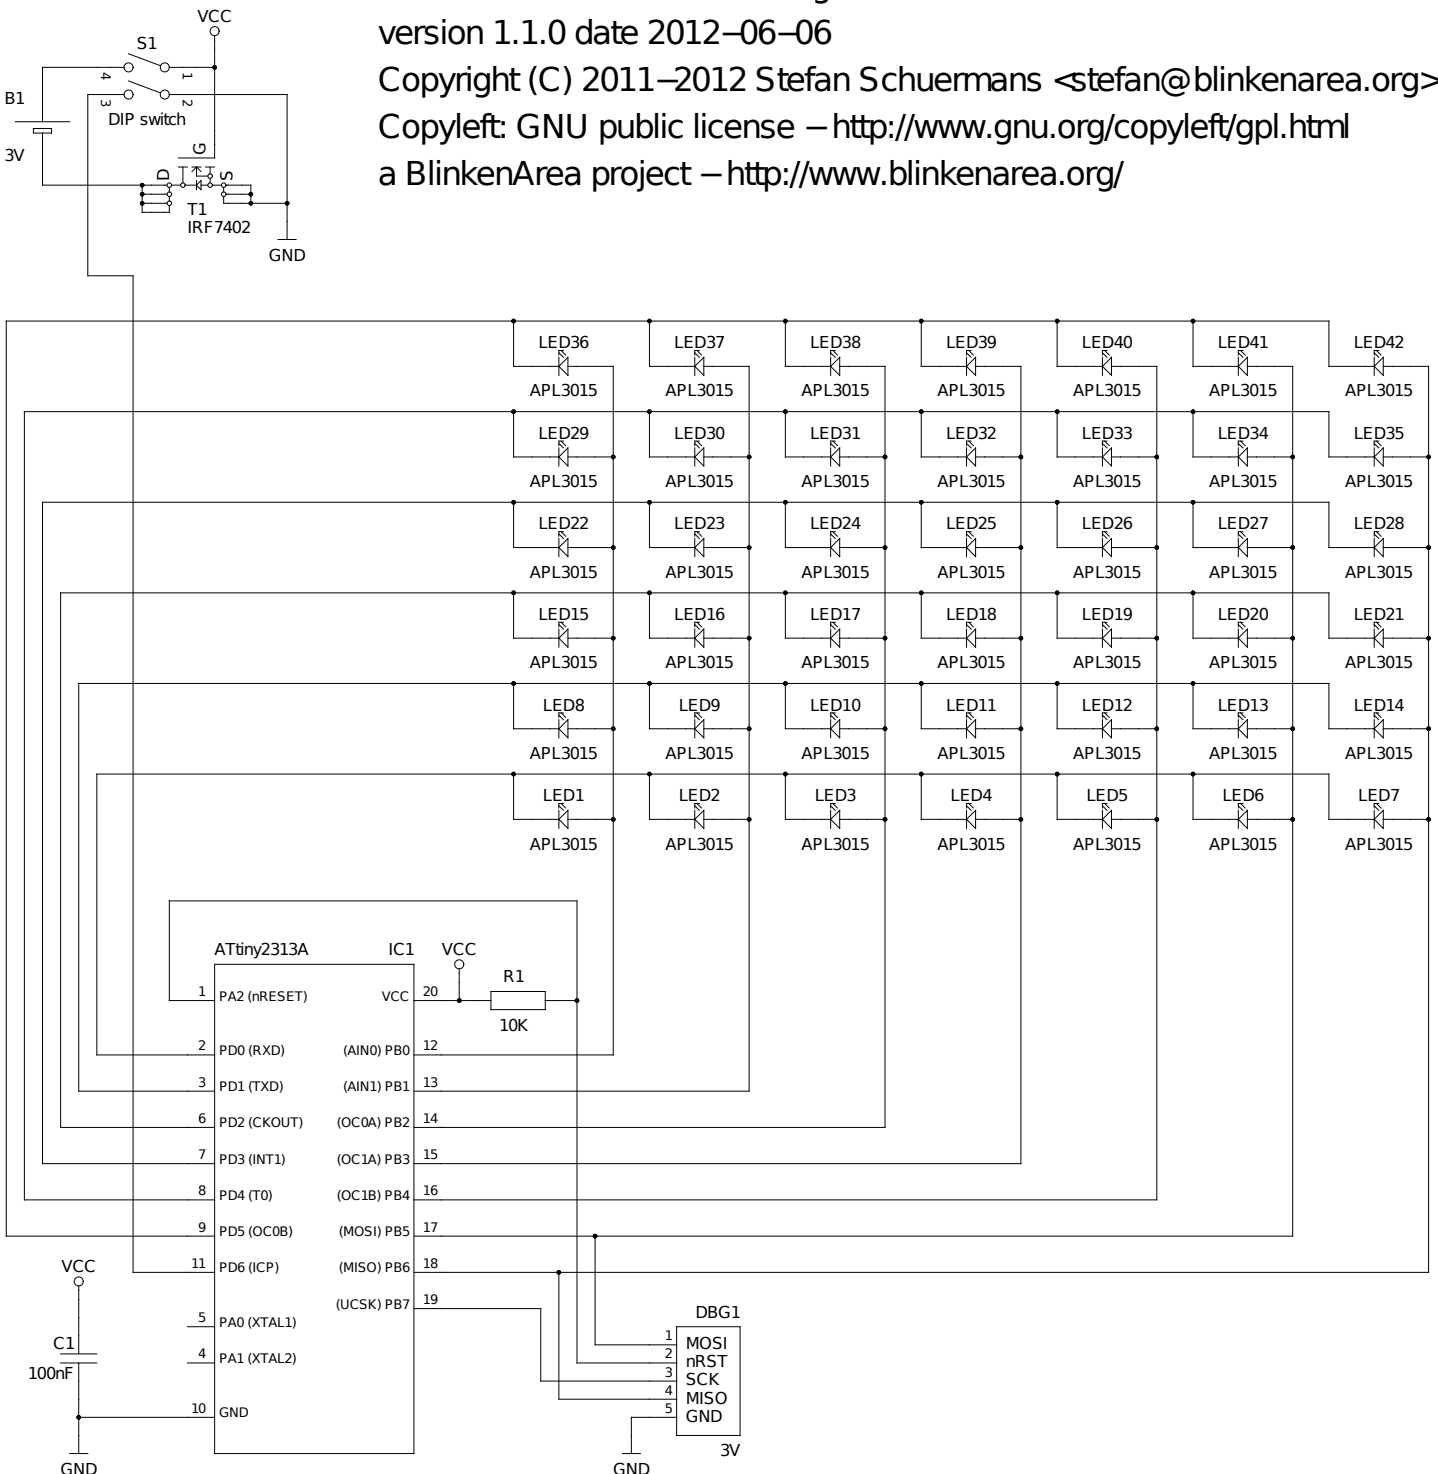 version 1.1.0 date 2012–06–06
Copyright (C) 2011–2012 Stefan Schuermans <stefan@blinkenarea.org>
Copyleft: GNU public license – http://www.gnu.org/copyleft/gpl.html
a BlinkenArea project – http://www.blinkenarea.org/
VCC
S1
4
1
3
2
DIP switch
B1
3V
G
D
S
T1
IRF7402
GND
LED36 LED37 LED38 LED39 LED40 LED41 LED42
APL3015 APL3015 APL3015 APL3015 APL3015 APL3015 APL3015
LED29 LED30 LED31 LED32 LED33 LED34 LED35
APL3015 APL3015 APL3015 APL3015 APL3015 APL3015 APL3015
LED22 LED23 LED24 LED25 LED26 LED27 LED28
APL3015 APL3015 APL3015 APL3015 APL3015 APL3015 APL3015
LED15 LED16 LED17 LED18 LED19 LED20 LED21
APL3015 APL3015 APL3015 APL3015 APL3015 APL3015 APL3015
LED8 LED9 LED10 LED11 LED12 LED13 LED14
APL3015 APL3015 APL3015 APL3015 APL3015 APL3015 APL3015
LED1 LED2 LED3 LED4 LED5 LED6 LED7
APL3015 APL3015 APL3015 APL3015 APL3015 APL3015 APL3015
ATtiny2313A IC1 VCC
R1
10K
1 PA2 (nRESET) VCC 20
2 PD0 (RXD) (AIN0) PB0 12
3 PD1 (TXD) (AIN1) PB1 13
6 PD2 (CKOUT) (OC0A) PB2 14
7 PD3 (INT1) (OC1A) PB3 15
8 PD4 (T0) (OC1B) PB4 16
9 PD5 (OC0B) (MOSI) PB5 17
11 PD6 (ICP) (MISO) PB6 18
(UCSK) PB7 19
5 PA0 (XTAL1)
4 PA1 (XTAL2)
10 GND
VCC
C1
100nF
GND
DBG1
1 MOSI
2 nRST
3 SCK
4 MISO
5 GND
3V
GND